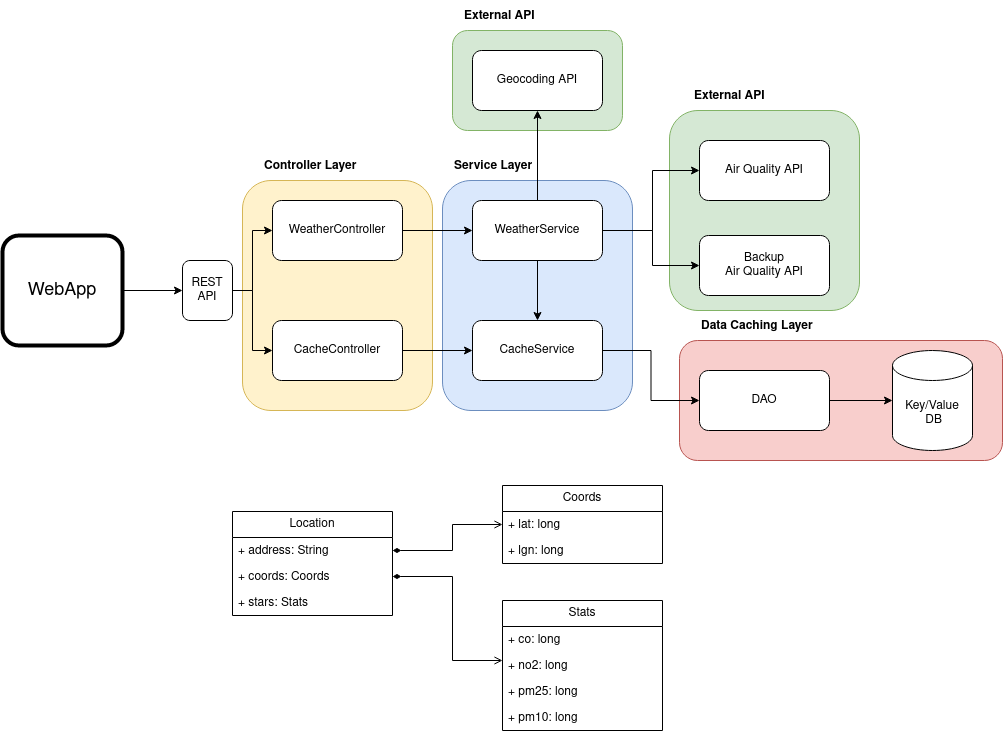 External API
Geocoding API
External API
Air Quality API
Backup
Air Quality API
Controller Layer
Service Layer
WeatherController
WeatherService
WebApp
REST
API
CacheController
CacheService
Data Caching Layer
DAO
Key/Value
DB
Location
+ address: String
+ coords: Coords
+ stars: Stats
Coords
+ lat: long
+ lgn: long
Stats
+ co: long
+ no2: long
+ pm25: long
+ pm10: long